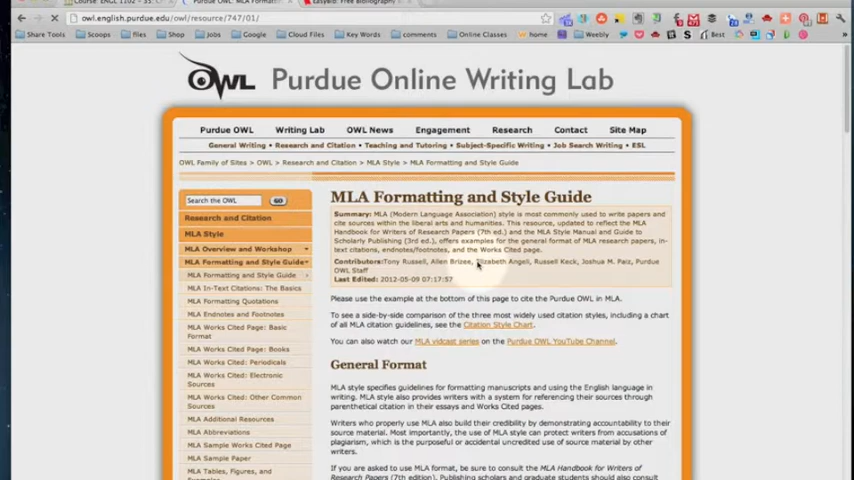 Course: ENGL 1102 - 35: C
Purdue OWL: MLA Formatti
EasyBib: Free Bibliography
owl.english.purdue.edu/owl/resource/747/01/
Share Tools Scoops files Shop Jobs Google Cloud Files Key Words comments Online Classes home Weebly Best
OWL Purdue Online Writing Lab
Purdue OWL Writing Lab OWL News Engagement Research Contact Site Map
General Writing • Research and Citation • Teaching and Tutoring • Subject-Specific Writing • Job Search Writing • ESL
OWL Family of Sites > OWL > Research and Citation > MLA Style > MLA Formatting and Style Guide
Search the OWL GO
Research and Citation
MLA Style
MLA Overview and Workshop
MLA Formatting and Style Guide
MLA Formatting and Style Guide
MLA In-Text Citations: The Basics
MLA Formatting Quotations
MLA Endnotes and Footnotes
MLA Works Cited Page: Basic
Format
MLA Works Cited Page: Books
MLA Works Cited: Periodicals
MLA Works Cited: Electronic
Sources
MLA Works Cited: Other Common
Sources
MLA Additional Resources
MLA Abbreviations
MLA Sample Works Cited Page
MLA Sample Paper
MLA Tables, Figures, and
Examples
MLA Formatting and Style Guide
Summary: MLA (Modern Language Association) style is most commonly used to write papers and
cite sources within the liberal arts and humanities. This resource, updated to reflect the MLA
Handbook for Writers of Research Papers (7th ed.) and the MLA Style Manual and Guide to
Scholarly Publishing (3rd ed.), offers examples for the general format of MLA research papers, in-
text citations, endnotes/footnotes, and the Works Cited page.
Contributors:Tony Russell, Allen Brizee, Elizabeth Angeli, Russell Keck, Joshua M. Paiz, Purdue
OWL Staff
Last Edited: 2012-05-09 07:17:57
Please use the example at the bottom of this page to cite the Purdue OWL in MLA.
To see a side-by-side comparison of the three most widely used citation styles, including a chart
of all MLA citation guidelines, see the Citation Style Chart.
You can also watch our MLA vidcast series on the Purdue OWL YouTube Channel.
General Format
MLA style specifies guidelines for formatting manuscripts and using the English language in
writing. MLA style also provides writers with a system for referencing their sources through
parenthetical citation in their essays and Works Cited pages.
Writers who properly use MLA also build their credibility by demonstrating accountability to their
source material. Most importantly, the use of MLA style can protect writers from accusations of
plagiarism, which is the purposeful or accidental uncredited use of source material by other
writers.
If you are asked to use MLA format, be sure to consult the MLA Handbook for Writers of
Research Papers (7th edition). Publishing scholars and graduate students should also consult